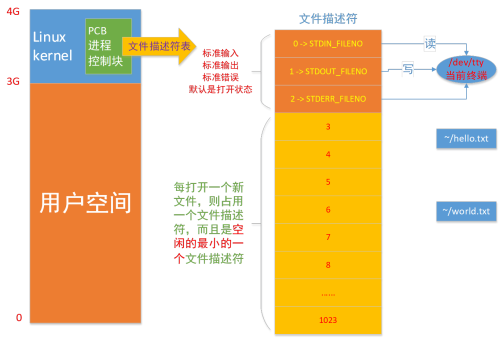 4G
Linux
kernel
PCB
进程
控制块
文件描述符表
3G
用户空间
0
标准输入
标准输出
标准错误
默认是打开状态
每打开一个新
文件，则占用
一个文件描述
符，而且是空
闲的最小的一
个文件描述符
文件描述符
0 -> STDIN_FILENO
1 -> STDOUT_FILENO
2 -> STDERR_FILENO
3
4
5
6
7
8
......
1023
读
写
/dev/tty
当前终端
~/hello.txt
~/world.txt